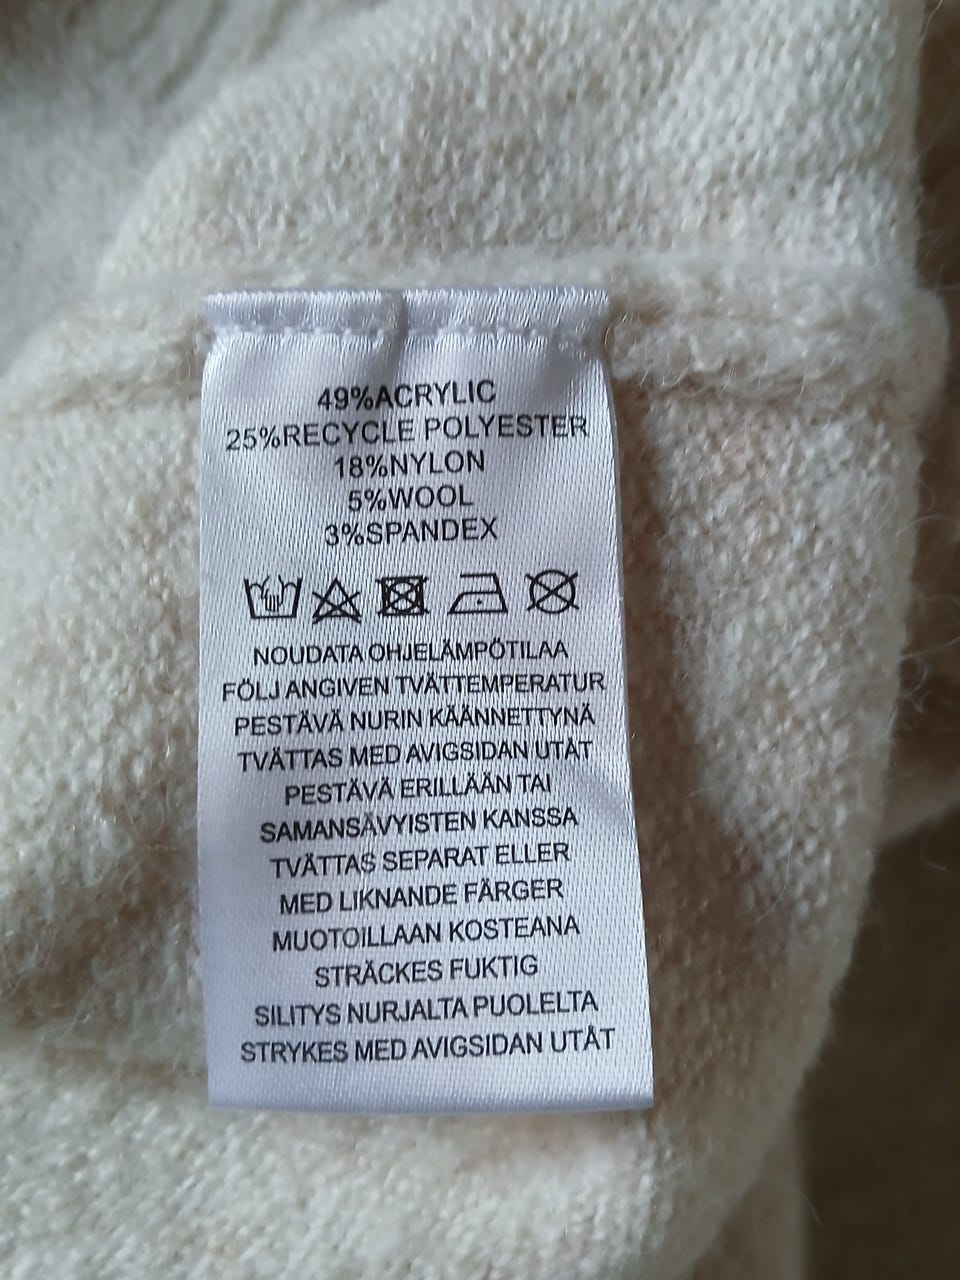 49%ACRYLIC
25%RECYCLE POLYESTER
18%NYLON
5%WOOL
3%SPANDEX
NOUDATA OHJELÄMPÖTILAA
FÖLJ ANGIVEN TVÄTTEMPERATUR
PESTÄVÄ NURIN KÄÄNNETTYNÄ
TVÄTTAS MED AVIGSIDAN UTÅT
PESTÄVÄ ERILLÄÄN TAI
SAMANSÄVYISTEN KANSSA
TVÄTTAS SEPARAT ELLER
MED LIKNANDE FÄRGER
MUOTOILLAAN KOSTEANA
STRÄCKES FUKTIG
SILITYS NURJALTA PUOLELTA
STRYKES MED AVIGSIDAN UTÅT